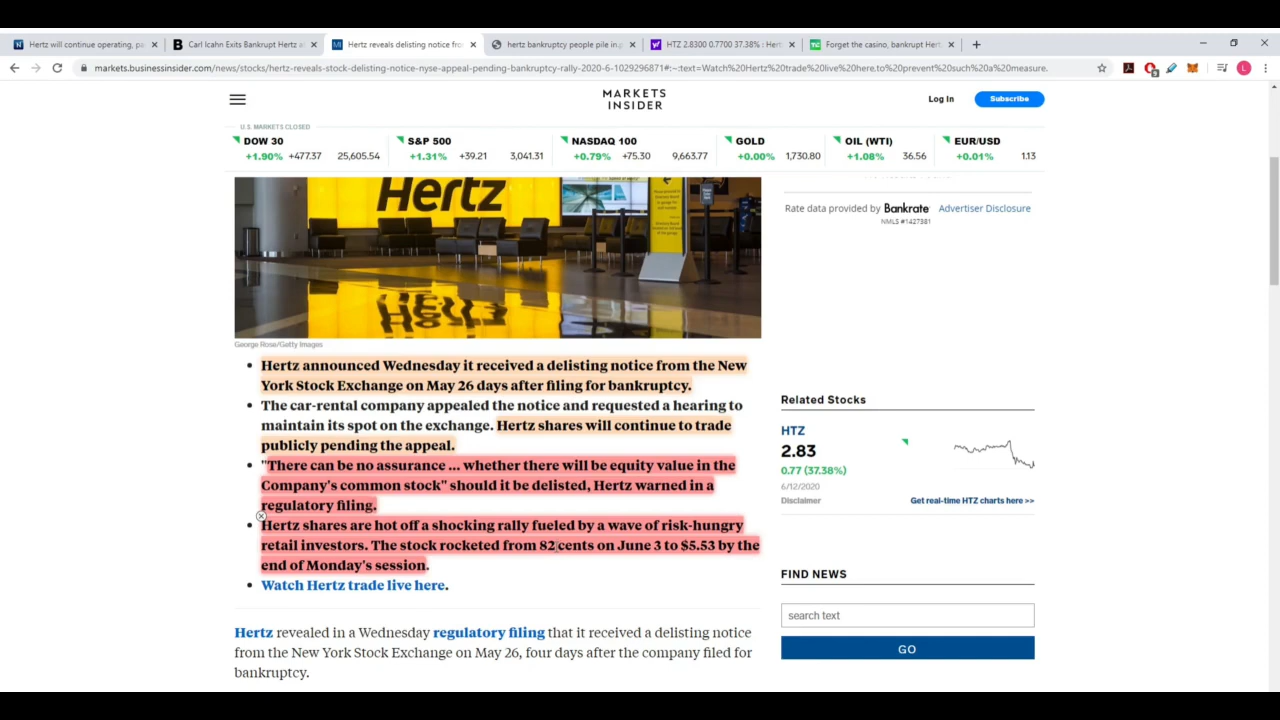 Hertz will continue operating, pa
Carl Icahn Exits Bankrupt Hertz a
Hertz reveals delisting notice fro
hertz bankruptcy people pile in.p
HTZ 2.8300 0.7700 37.38% : Her
Forget the casino, bankrupt Her
markets.businessinsider.com/news/stocks/hertz-reveals-stock-delisting-notice-nyse-appeal-pending-bankruptcy-rally-2020-6-1029296871#:~:text=Watch%20Hertz%20trade%20live%20here,to%20prevent%20such%20a%20measure.
MARKETS
INSIDER
Log In
Subscribe
U.S. MARKETS CLOSED
DOW 30
+1.90% +477.37 25,605.54
S&P 500
+1.31% +39.21 3,041.31
NASDAQ 100
+0.79% +75.30 9,663.77
GOLD
+0.00% 1,730.80
OIL (WTI)
+1.08% 36.56
EUR/USD
+0.01% 1.13
Hertz
Rate data provided by Bankrate Advertiser Disclosure
NMLS #1427381
George Rose/Getty Images
• Hertz announced Wednesday it received a delisting notice from the New
York Stock Exchange on May 26 days after filing for bankruptcy.
• The car-rental company appealed the notice and requested a hearing to
maintain its spot on the exchange. Hertz shares will continue to trade
publicly pending the appeal.
• "There can be no assurance ... whether there will be equity value in the
Company's common stock" should it be delisted, Hertz warned in a
regulatory filing.
• Hertz shares are hot off a shocking rally fueled by a wave of risk-hungry
retail investors. The stock rocketed from 82 cents on June 3 to $5.53 by the
end of Monday's session.
• Watch Hertz trade live here.
Hertz revealed in a Wednesday regulatory filing that it received a delisting notice
from the New York Stock Exchange on May 26, four days after the company filed for
bankruptcy.
Related Stocks
HTZ
2.83
0.77 (37.38%)
6/12/2020
Disclaimer
Get real-time HTZ charts here >>
FIND NEWS
search text
GO